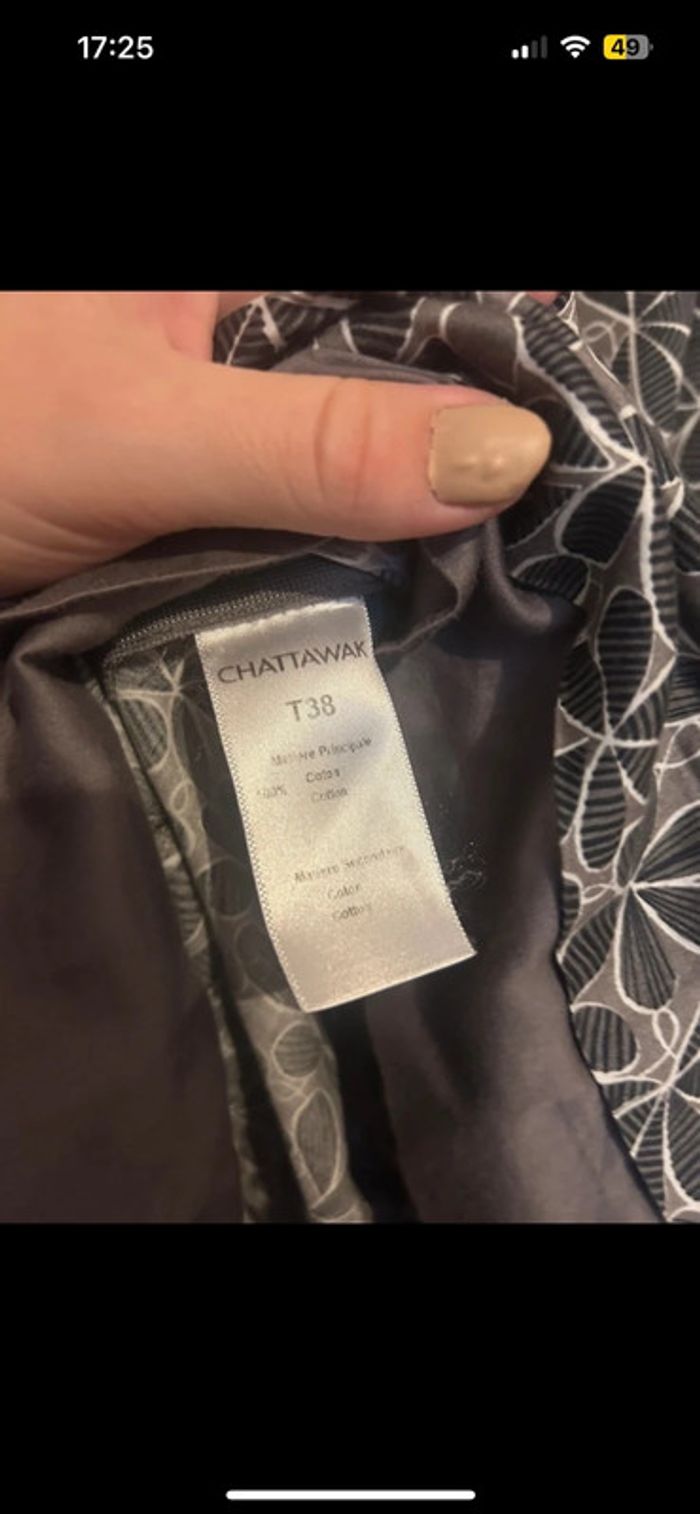 17:25
49
CHATTAWAK
T38
Matière Principale
100% Coton
Cotton
Matière Secondaire
Coton
Cotton